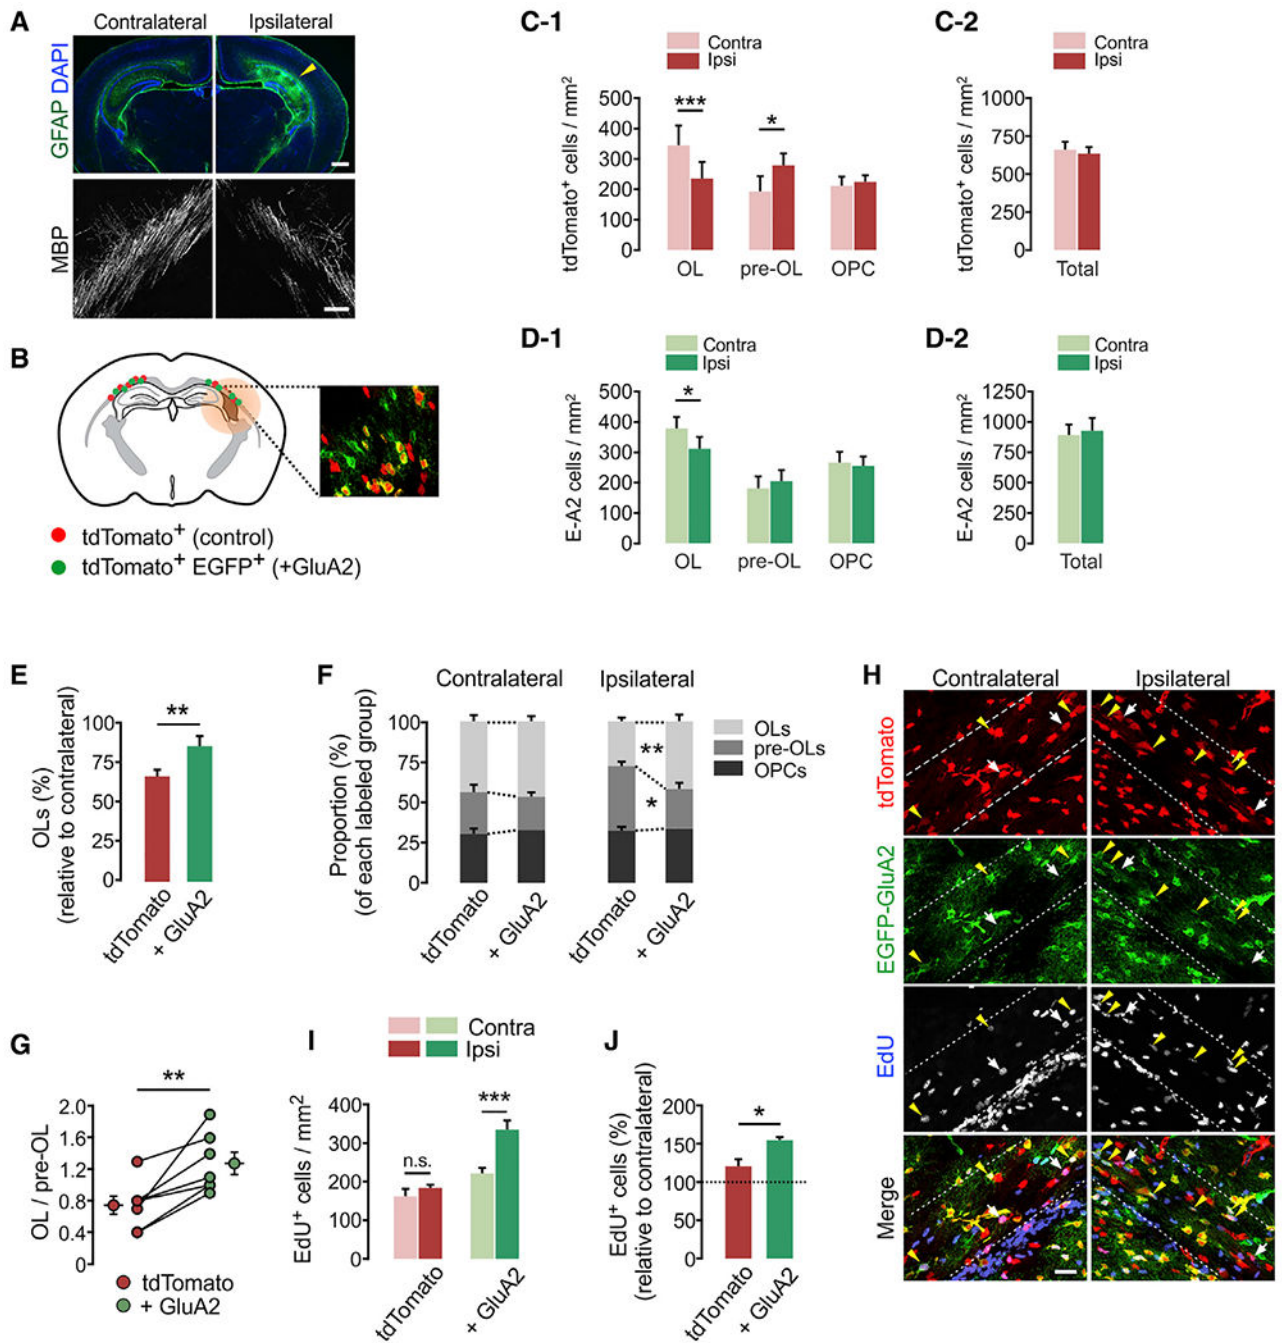 A
Contralateral
Ipsilateral
GFAP DAPI
MBP
B
tdTomato+ (control)
tdTomato+ EGFP+ (+GluA2)
C-1
Contra
Ipsi
tdTomato+ cells / mm2
500
400
300
200
100
0
***
*
OL
pre-OL
OPC
C-2
Contra
Ipsi
tdTomato+ cells / mm2
1000
750
500
250
0
Total
D-1
Contra
Ipsi
E-A2 cells / mm2
500
400
300
200
100
0
*
OL
pre-OL
OPC
D-2
Contra
Ipsi
E-A2 cells / mm2
1250
1000
750
500
250
0
Total
E
OLs (%)
(relative to contralateral)
100
75
50
25
0
**
tdTomato
+ GluA2
F
Contralateral
Ipsilateral
Proportion (%)
(of each labeled group)
100
75
50
25
0
**
*
OLs
pre-OLs
OPCs
tdTomato
+ GluA2
tdTomato
+ GluA2
G
OL / pre-OL
2.0
1.6
1.2
0.8
0.4
0
**
tdTomato
+ GluA2
H
Contralateral
Ipsilateral
tdTomato
EGFP-GluA2
EdU
Merge
I
Contra
Ipsi
EdU+ cells / mm2
400
300
200
100
0
n.s.
***
tdTomato
+ GluA2
J
EdU+ cells (%)
(relative to contralateral)
200
150
100
50
0
*
tdTomato
+ GluA2